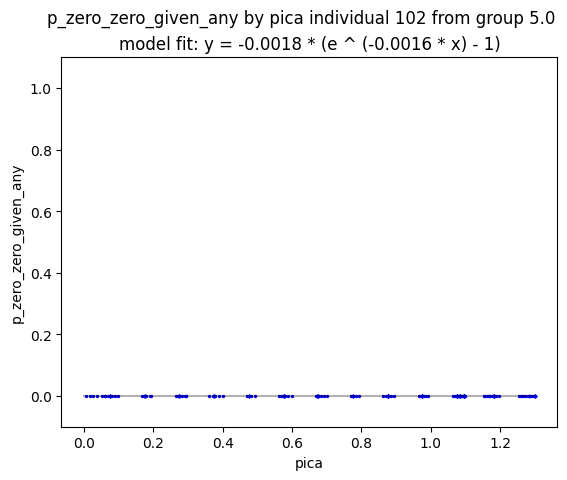 p_zero_zero_given_any by pica individual 102 from group 5.0
model fit: y = -0.0018 * (e ^ (-0.0016 * x) - 1)
1.0
0.8
0.6
0.4
0.2
0.0
p_zero_zero_given_any
0.0 0.2 0.4 0.6 0.8 1.0 1.2
pica